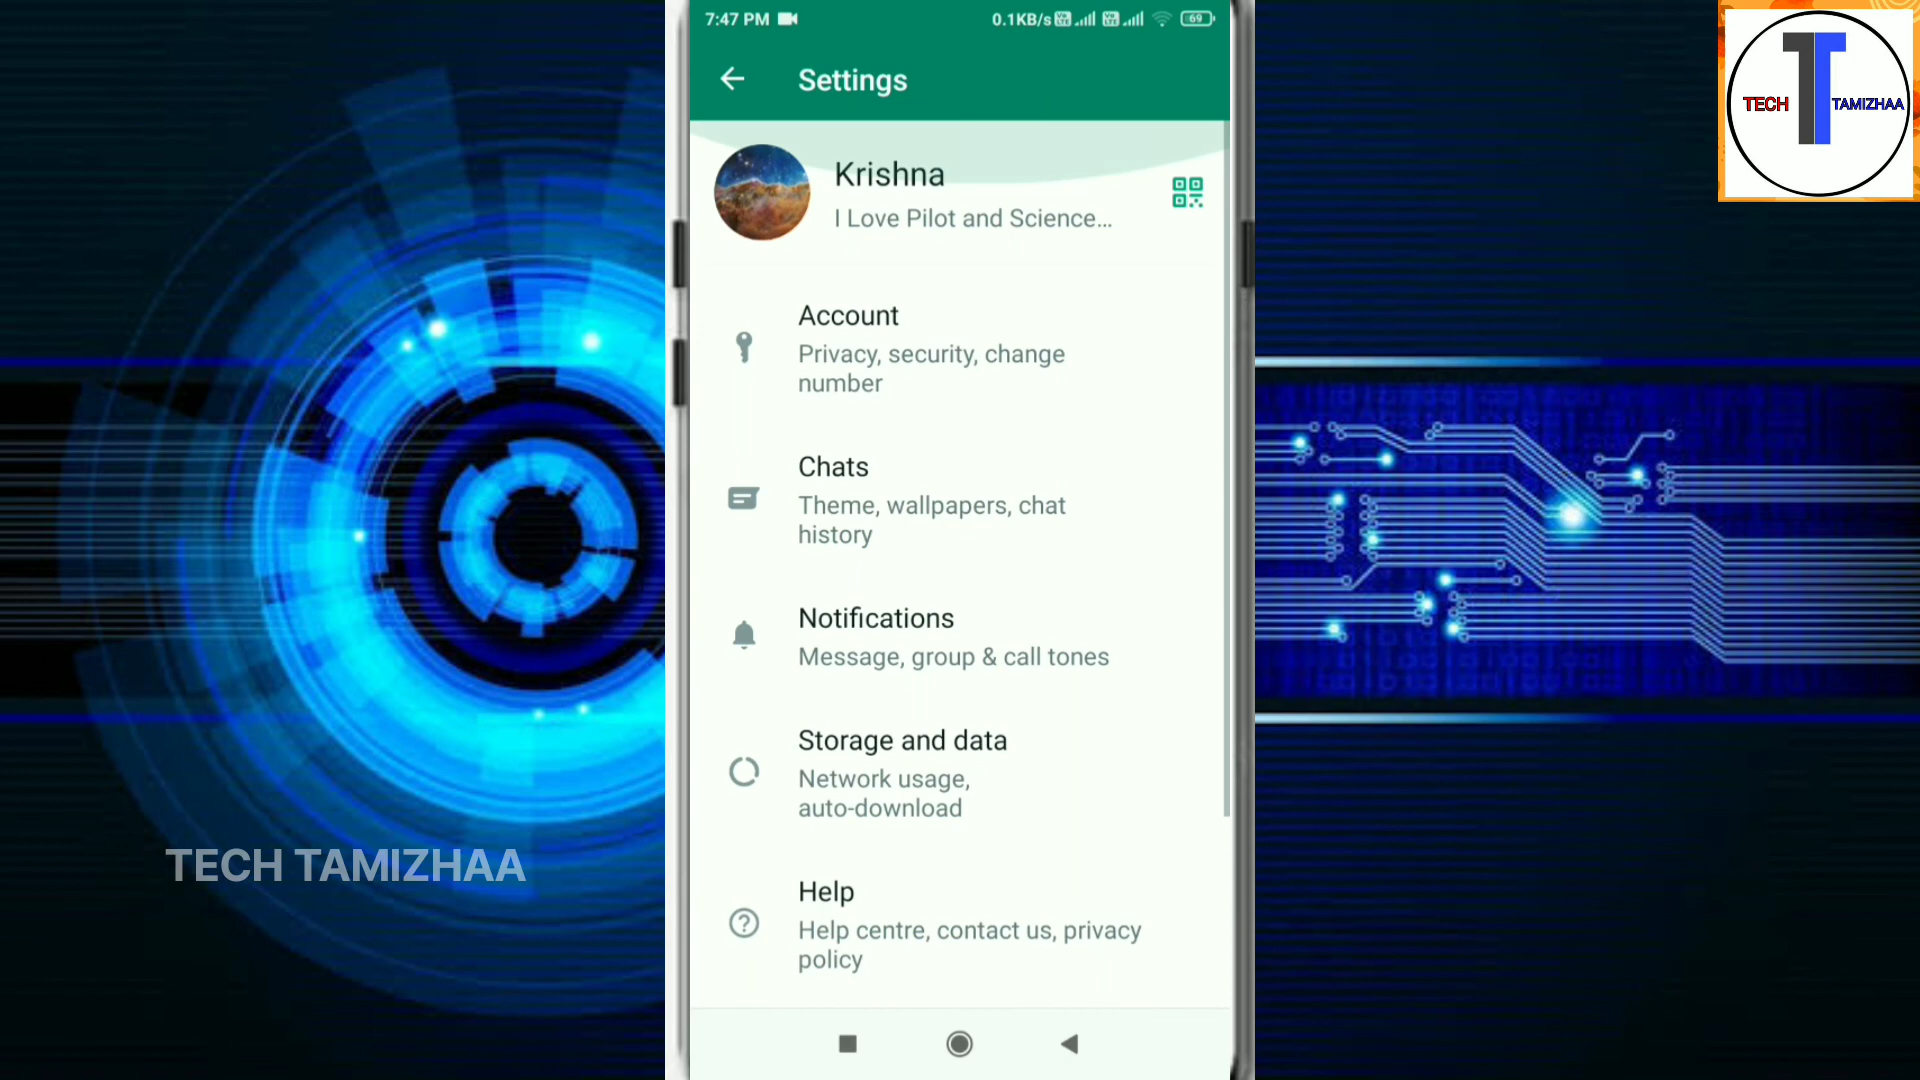 7:47 PM
0.1KB/s
69
Settings
TECH
TAMIZHAA
Krishna
I Love Pilot and Science...
Account
Privacy, security, change
number
Chats
Theme, wallpapers, chat
history
Notifications
Message, group & call tones
Storage and data
Network usage,
auto-download
TECH TAMIZHAA
Help
Help centre, contact us, privacy
policy